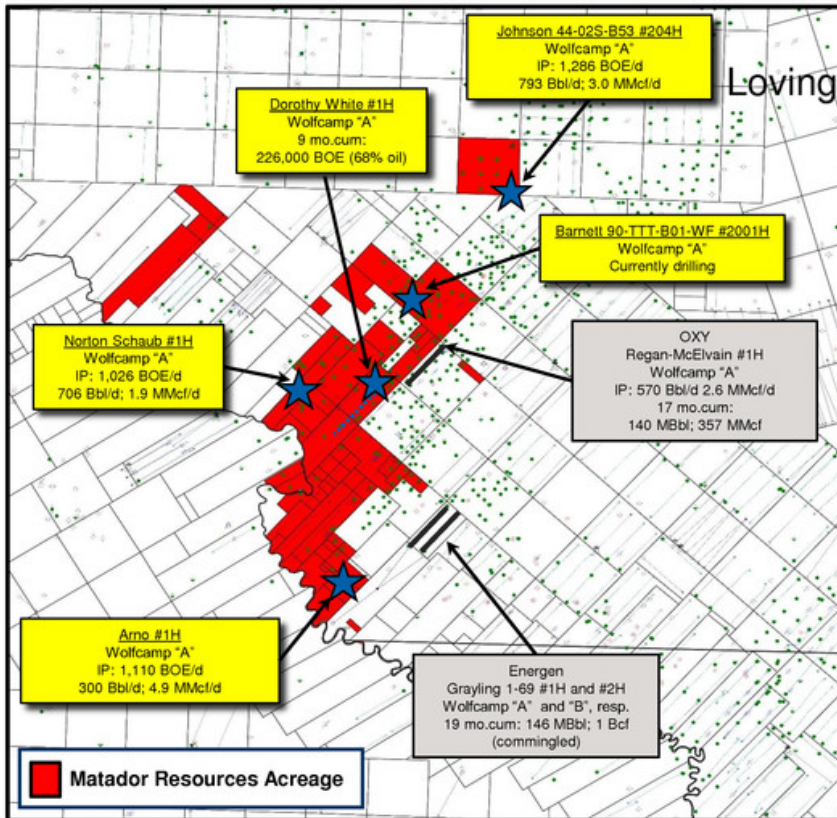 Johnson 44-02S-B53 #204H
Wolfcamp "A"
IP: 1,286 BOE/d
793 Bbl/d; 3.0 MMcf/d
Loving
Dorothy White #1H
Wolfcamp "A"
9 mo.cum:
226,000 BOE (68% oil)
Barnett 90-TTT-B01-WF #2001H
Wolfcamp "A"
Currently drilling
Norton Schaub #1H
Wolfcamp "A"
IP: 1,026 BOE/d
706 Bbl/d; 1.9 MMcf/d
OXY
Regan-McElvain #1H
Wolfcamp "A"
IP: 570 Bbl/d 2.6 MMcf/d
17 mo.cum:
140 MBbl; 357 MMcf
Arno #1H
Wolfcamp "A"
IP: 1,110 BOE/d
300 Bbl/d; 4.9 MMcf/d
Energen
Grayling 1-69 #1H and #2H
Wolfcamp "A" and "B", resp.
19 mo.cum: 146 MBbl; 1 Bcf
(commingled)
Matador Resources Acreage